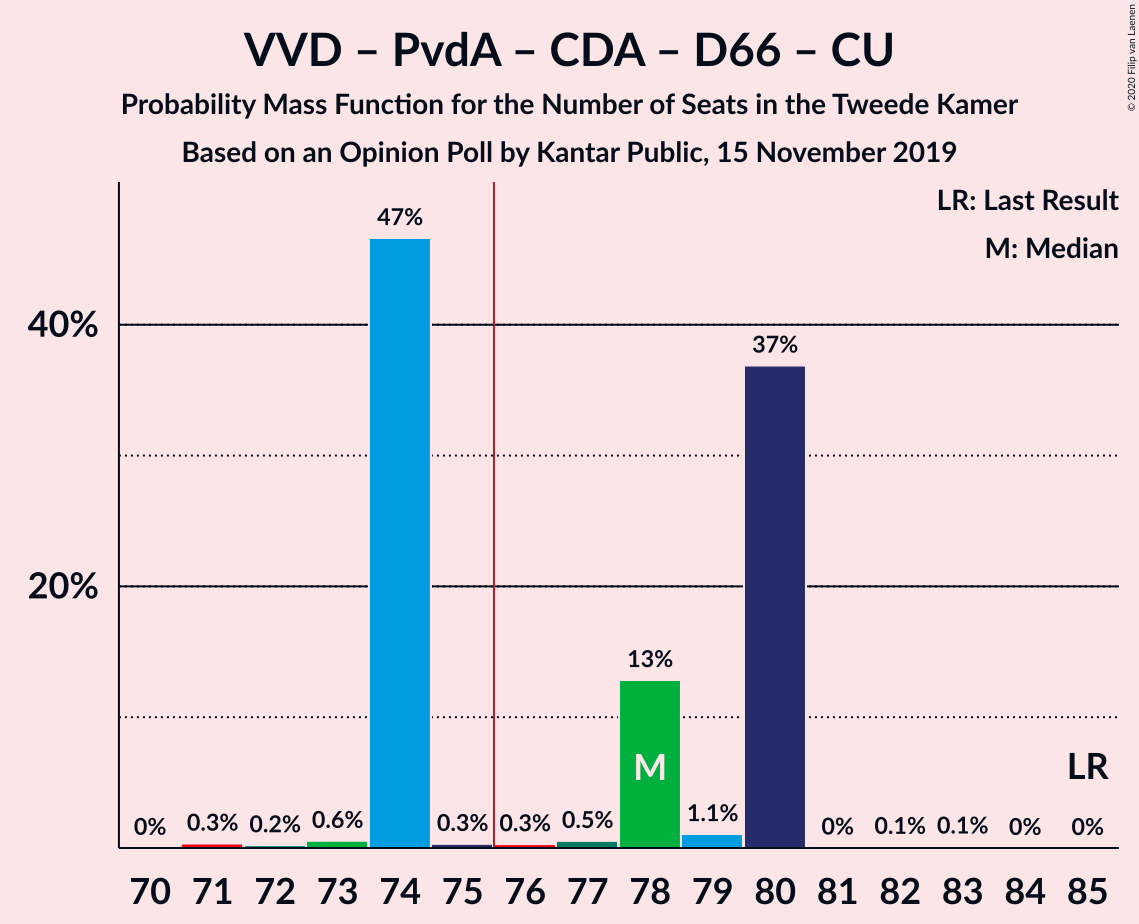 VVD – PvdA – CDA – D66 – CU
Probability Mass Function for the Number of Seats in the Tweede Kamer
Based on an Opinion Poll by Kantar Public, 15 November 2019
© 2020 Filip van Laenen
LR: Last Result
M: Median
40%
20%
0% 0.3% 0.2% 0.6% 47% 0.3% 0.3% 0.5% 13% 1.1% 37% 0% 0.1% 0.1% 0% 0%
M
LR
70 71 72 73 74 75 76 77 78 79 80 81 82 83 84 85